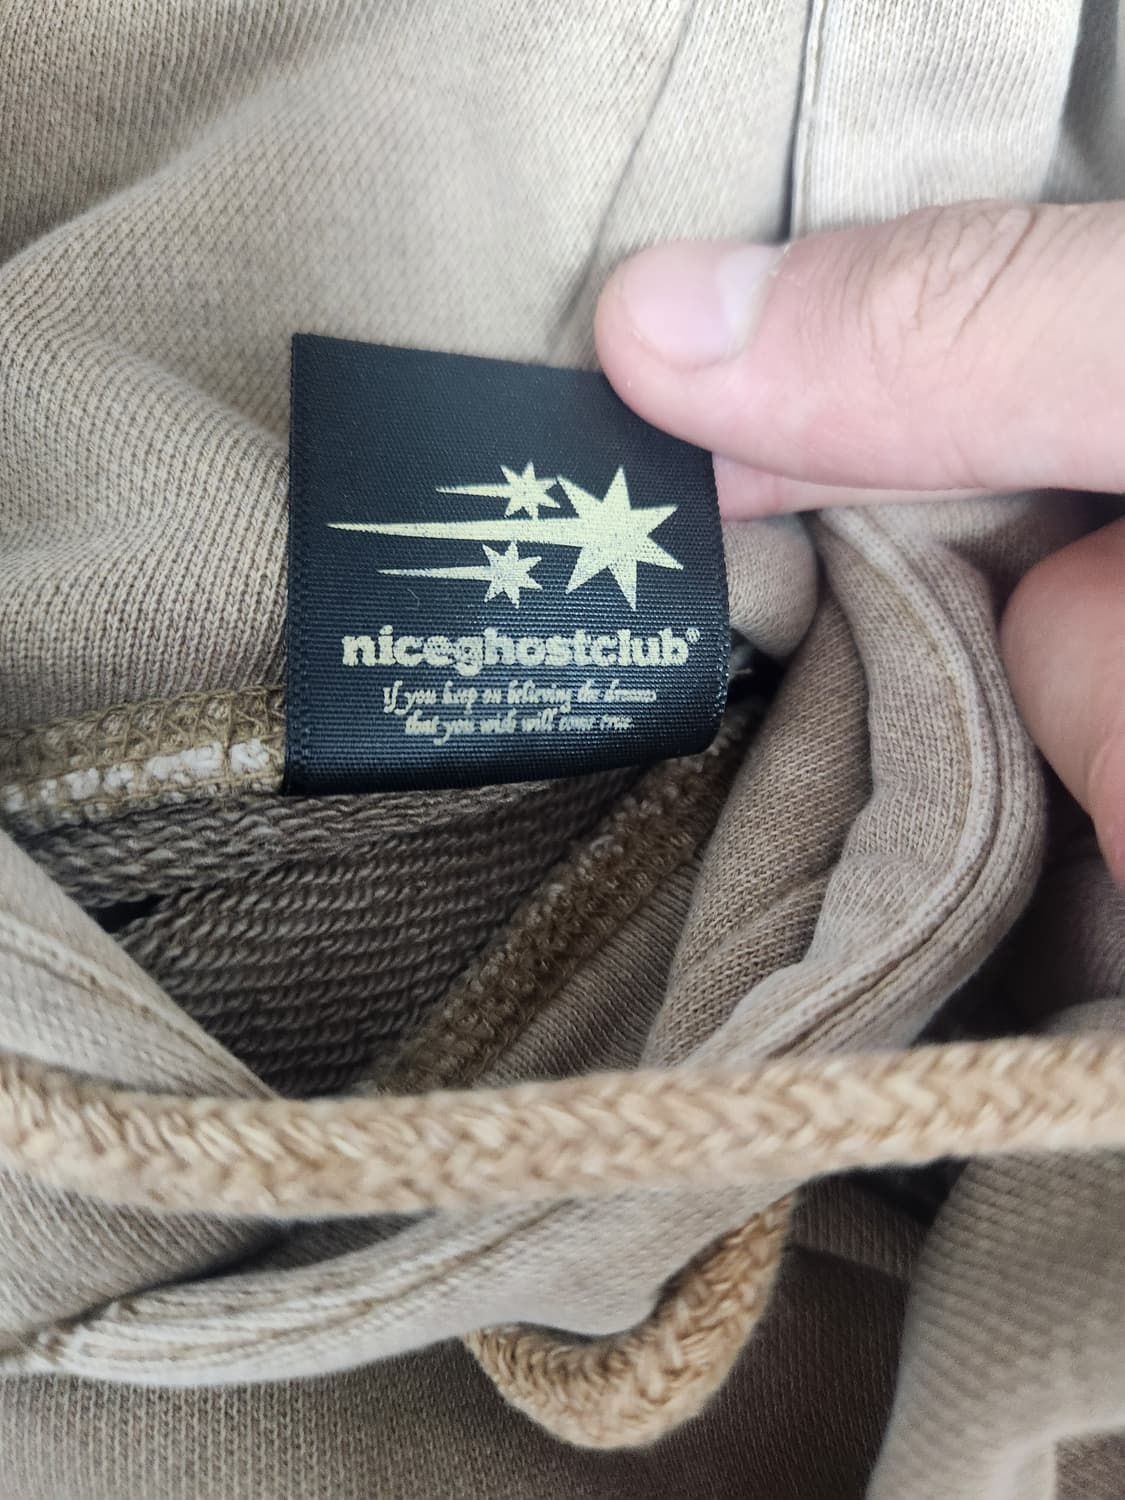 niceghostclub®
If you keep on believing the dreams
that you wish will come true.